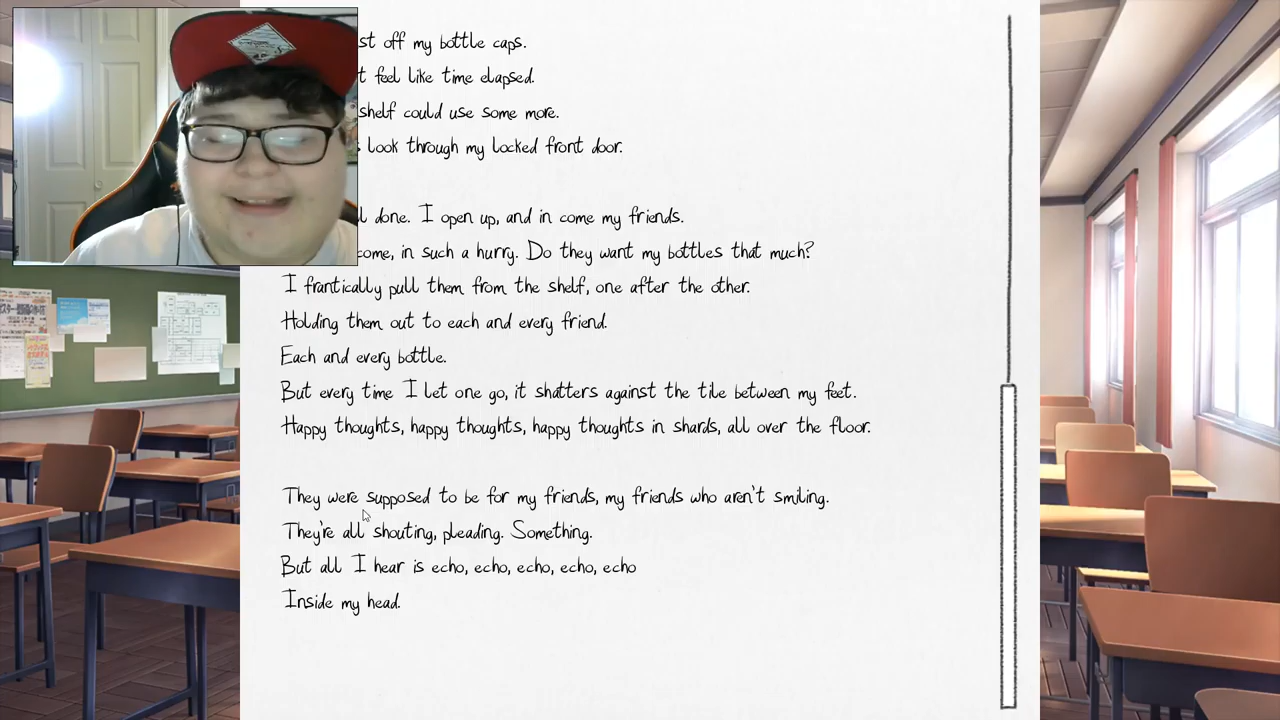 off my bottle caps.
feel like time elapsed.
shelf could use some more.
look through my locked front door.
done. I open up, and in come my friends.
come, in such a hurry. Do they want my bottles that much?
I frantically pull them from the shelf, one after the other.
Holding them out to each and every friend.
Each and every bottle.
But every time I let one go, it shatters against the tile between my feet.
Happy thoughts, happy thoughts, happy thoughts in shards, all over the floor.
They were supposed to be for my friends, my friends who aren't smiling.
They're all shouting, pleading. Something.
But all I hear is echo, echo, echo, echo, echo
Inside my head.